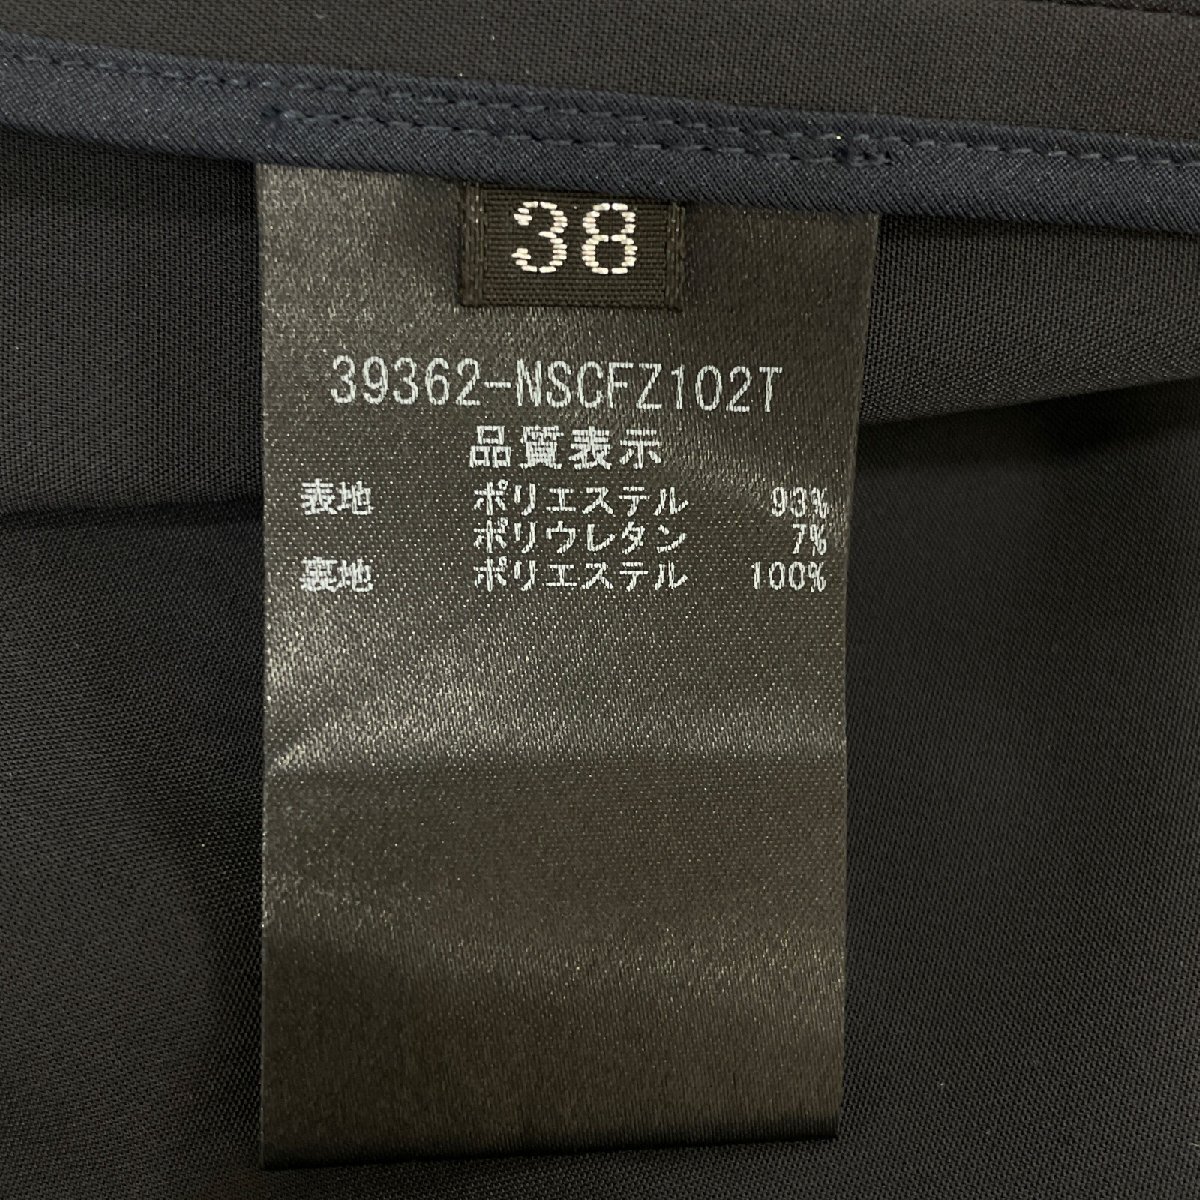 38
39362-NSCFZ102T
品質表示
表地 ポリエステル 93%
ポリウレタン 7%
裏地 ポリエステル 100%